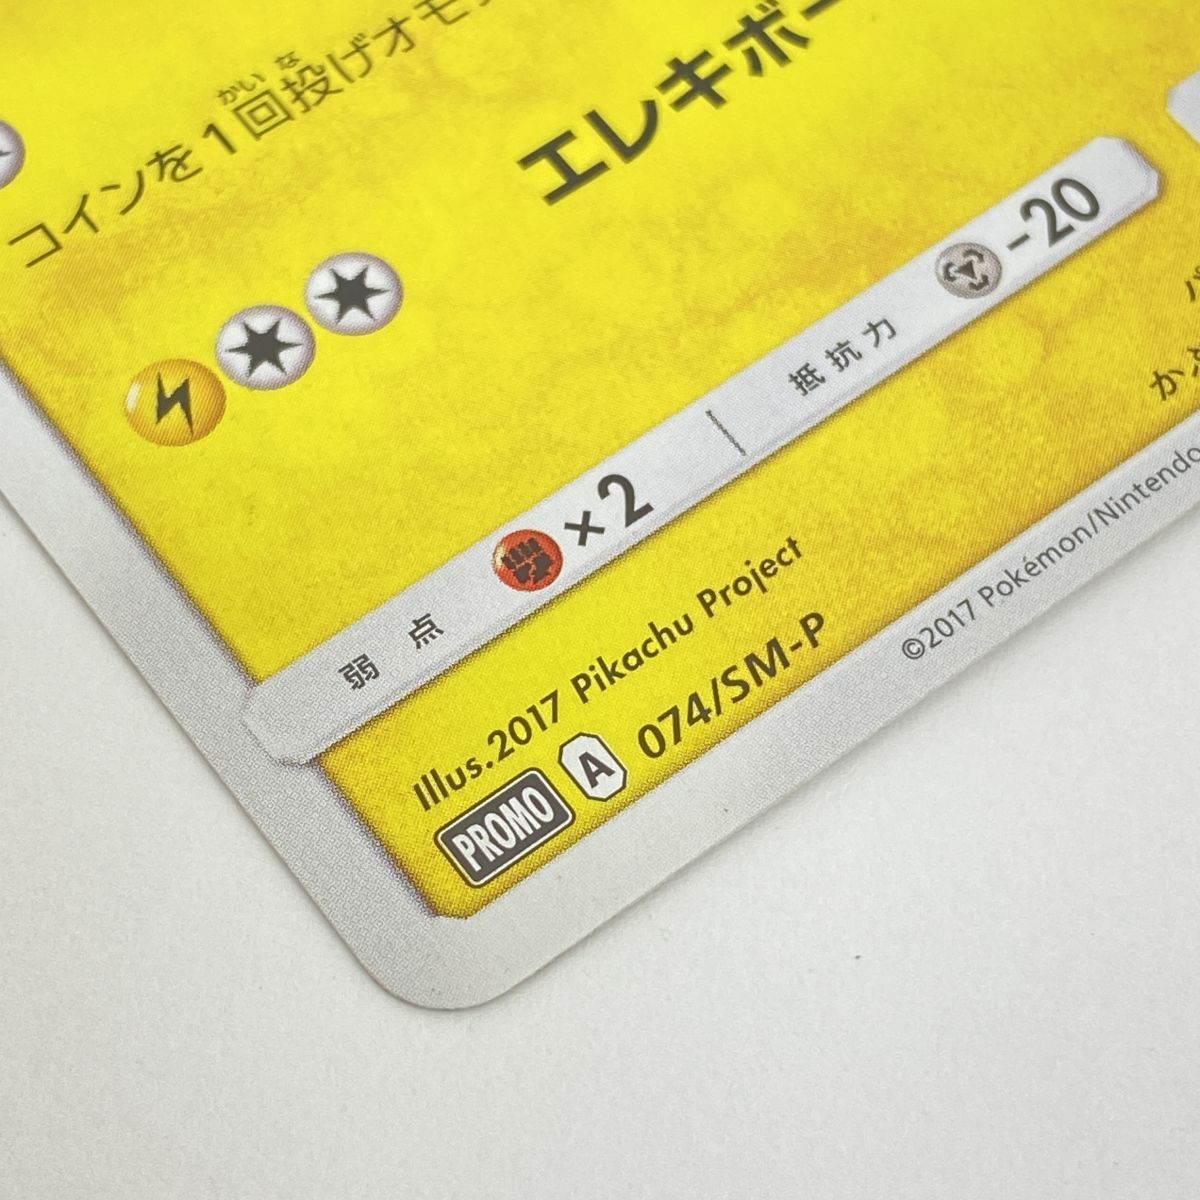 コインを1回投げオモ
かい な
エレキボー
弱点 ×2 抵抗力 -20
Illus.2017 Pikachu Project
PROMO A 074/SM-P
©2017 Pokémon/Nintendo